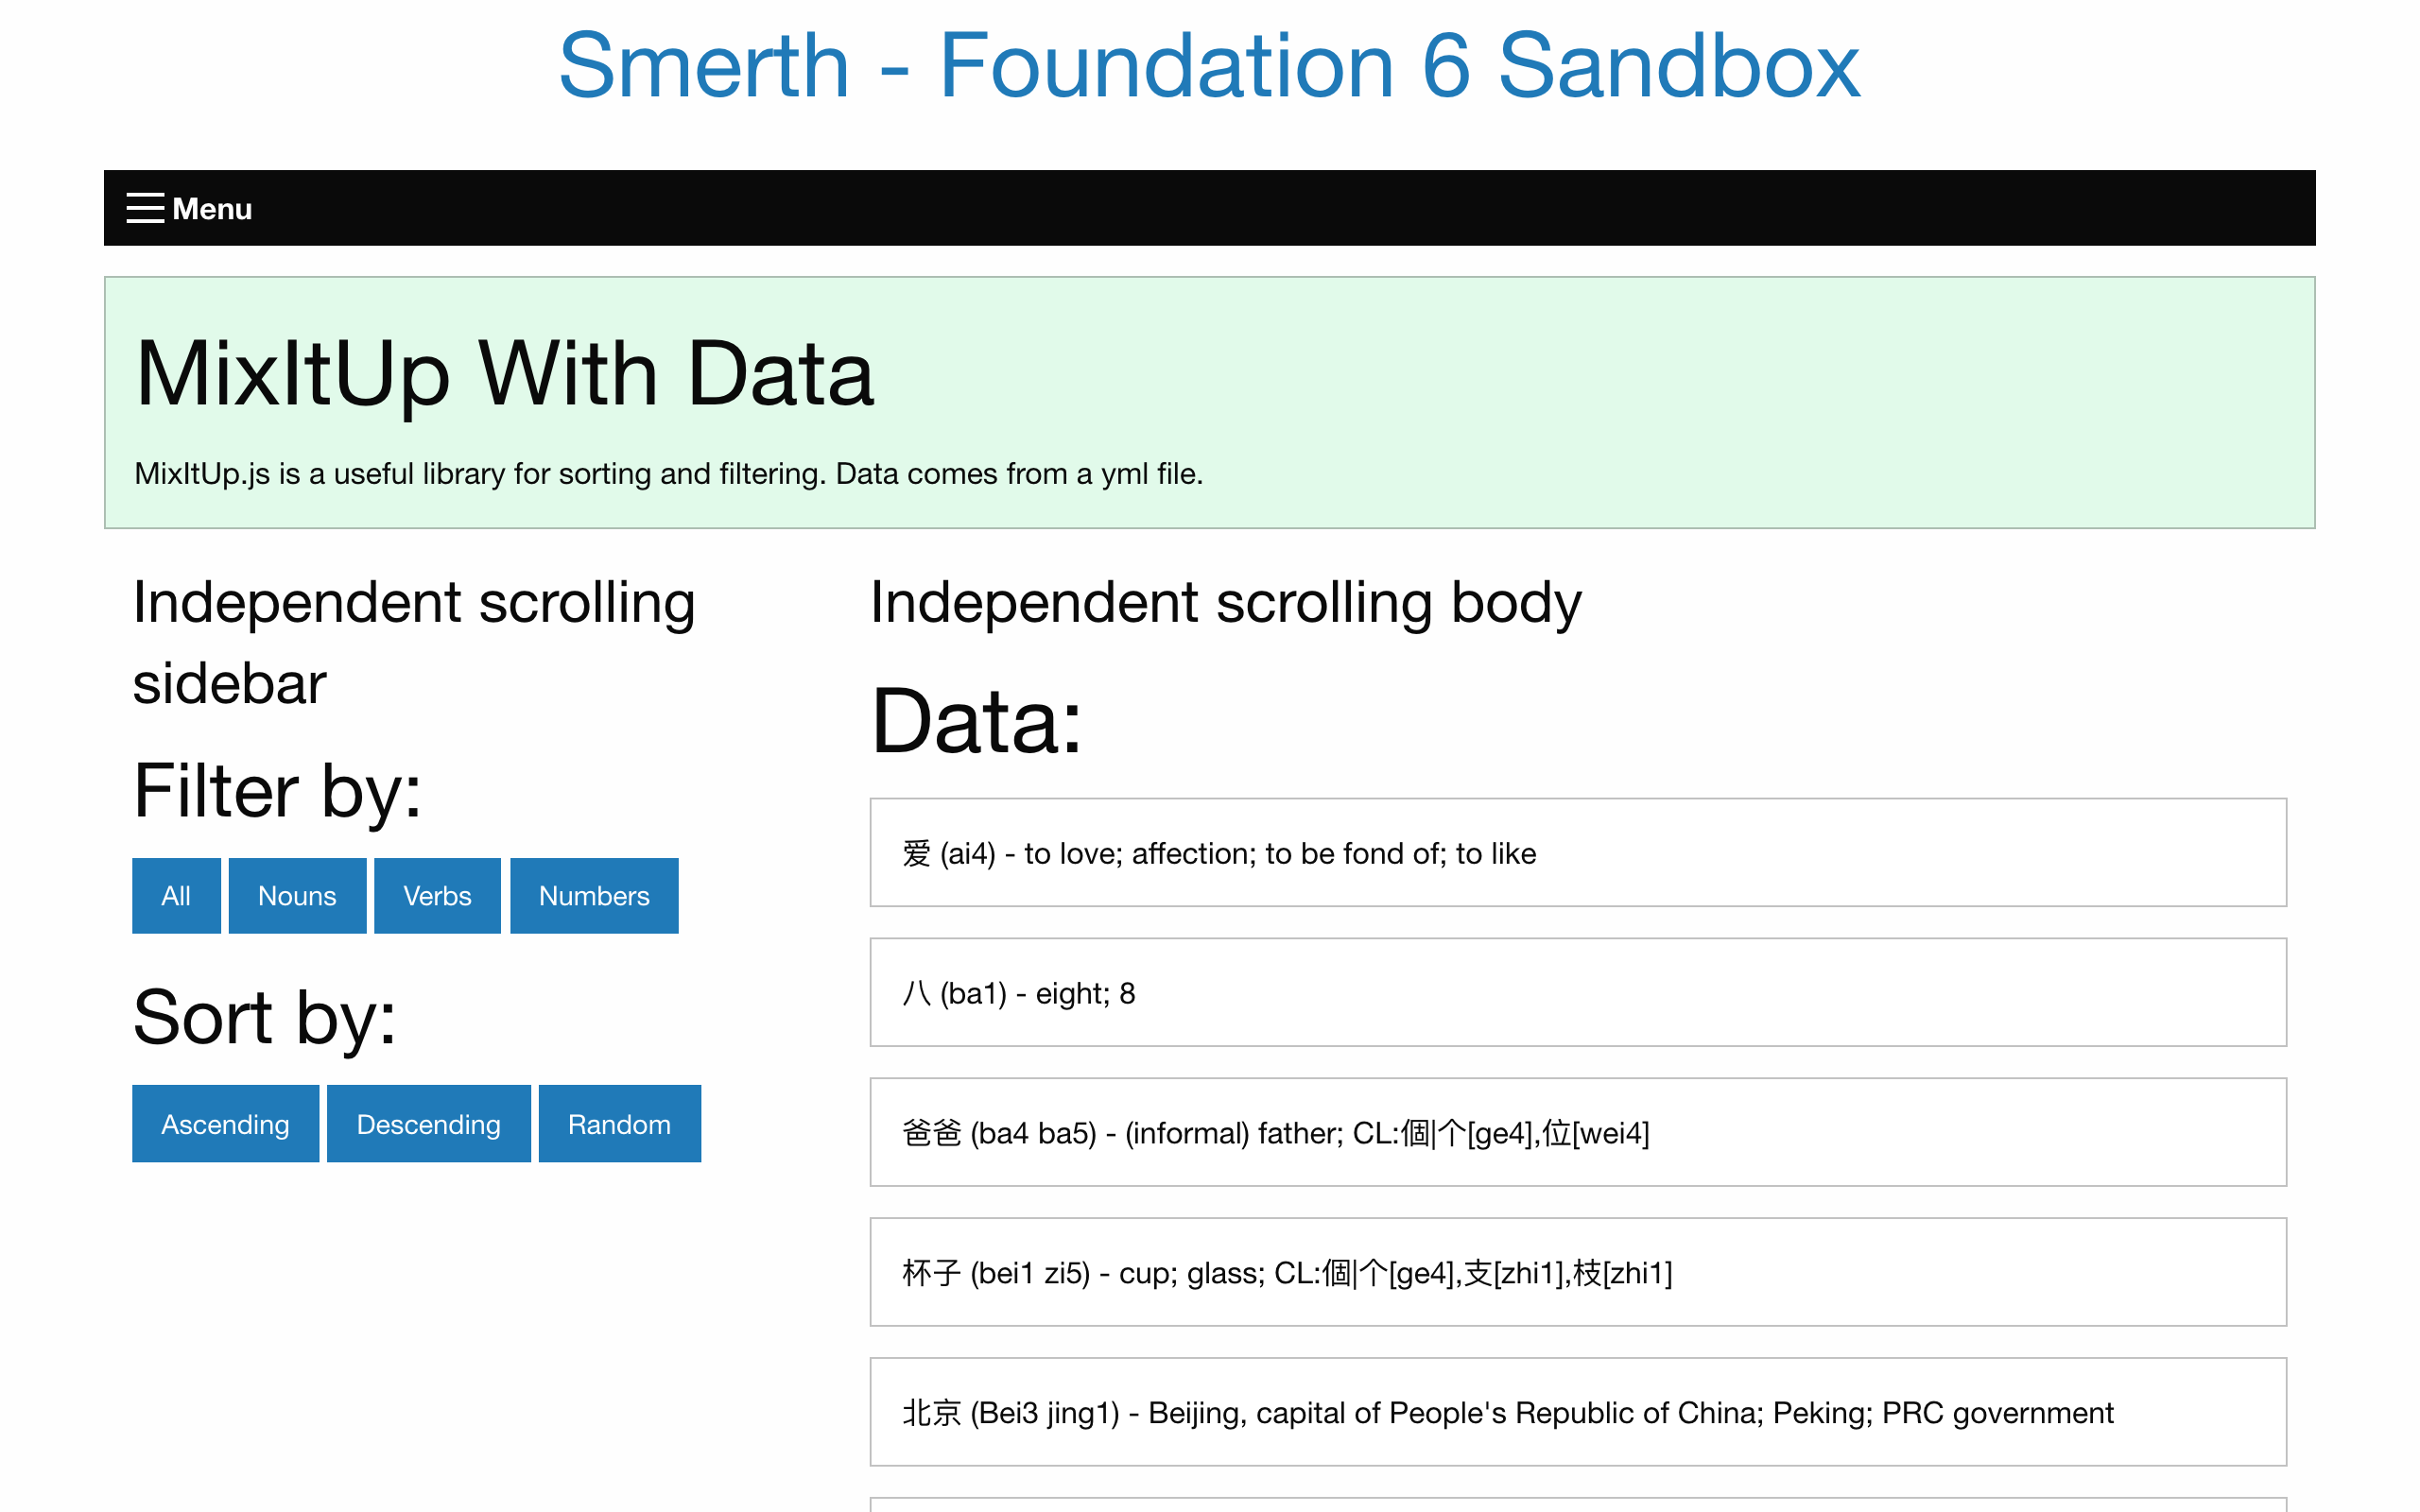 Smerth - Foundation 6 Sandbox
Menu
MixItUp With Data
MixItUp.js is a useful library for sorting and filtering. Data comes from a yml file.
Independent scrolling
sidebar
Filter by:
All Nouns Verbs Numbers
Sort by:
Ascending Descending Random
Independent scrolling body
Data:
爱 (ai4) - to love; affection; to be fond of; to like
八 (ba1) - eight; 8
爸爸 (ba4 ba5) - (informal) father; CL:個|个[ge4],位[wei4]
杯子 (bei1 zi5) - cup; glass; CL:個|个[ge4],支[zhi1],枝[zhi1]
北京 (Bei3 jing1) - Beijing, capital of People's Republic of China; Peking; PRC government